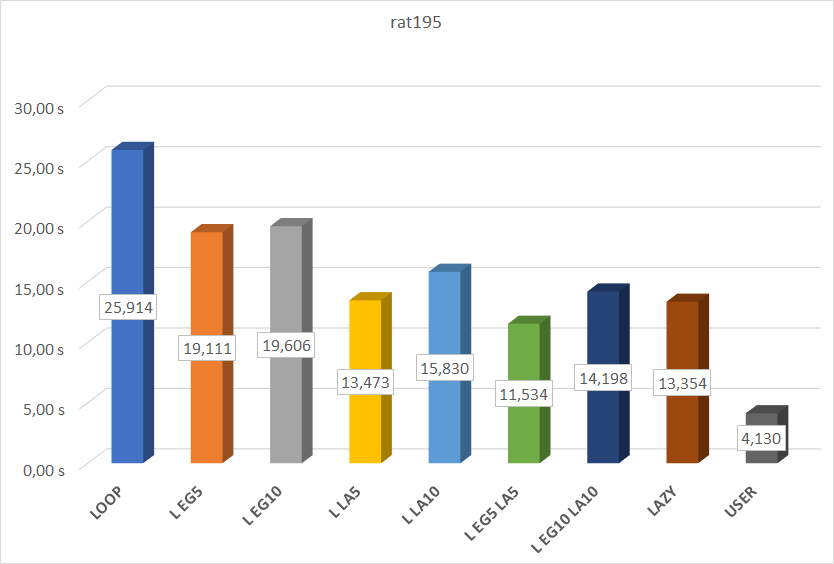 rat195
30,00 s
25,00 s
20,00 s
15,00 s
10,00 s
5,00 s
0,00 s
25,914
19,111
19,606
13,473
15,830
11,534
14,198
13,354
4,130
LOOP
L EG5
L EG10
L LA5
L LA10
L EG5 LA5
L EG10 LA10
LAZY
USER